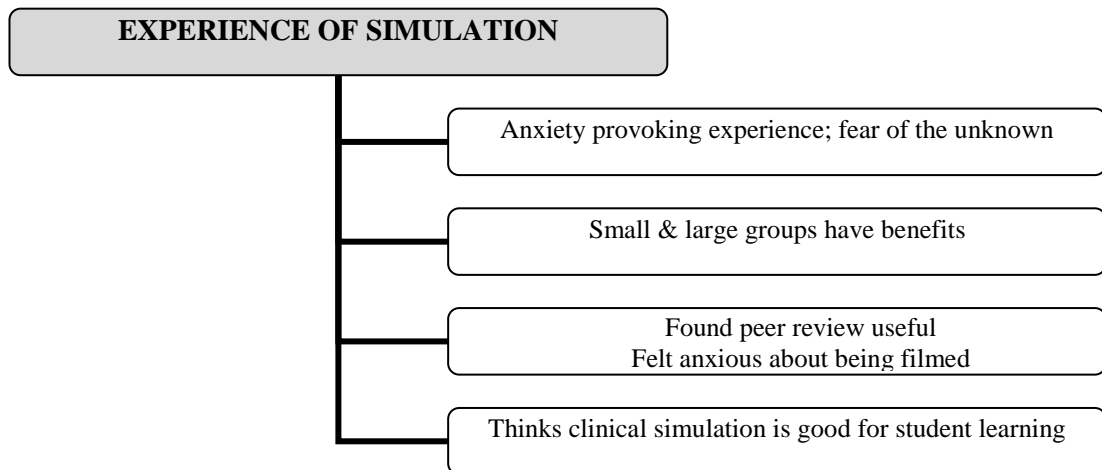 EXPERIENCE OF SIMULATION
Anxiety provoking experience; fear of the unknown
Small & large groups have benefits
Found peer review useful
Felt anxious about being filmed
Thinks clinical simulation is good for student learning